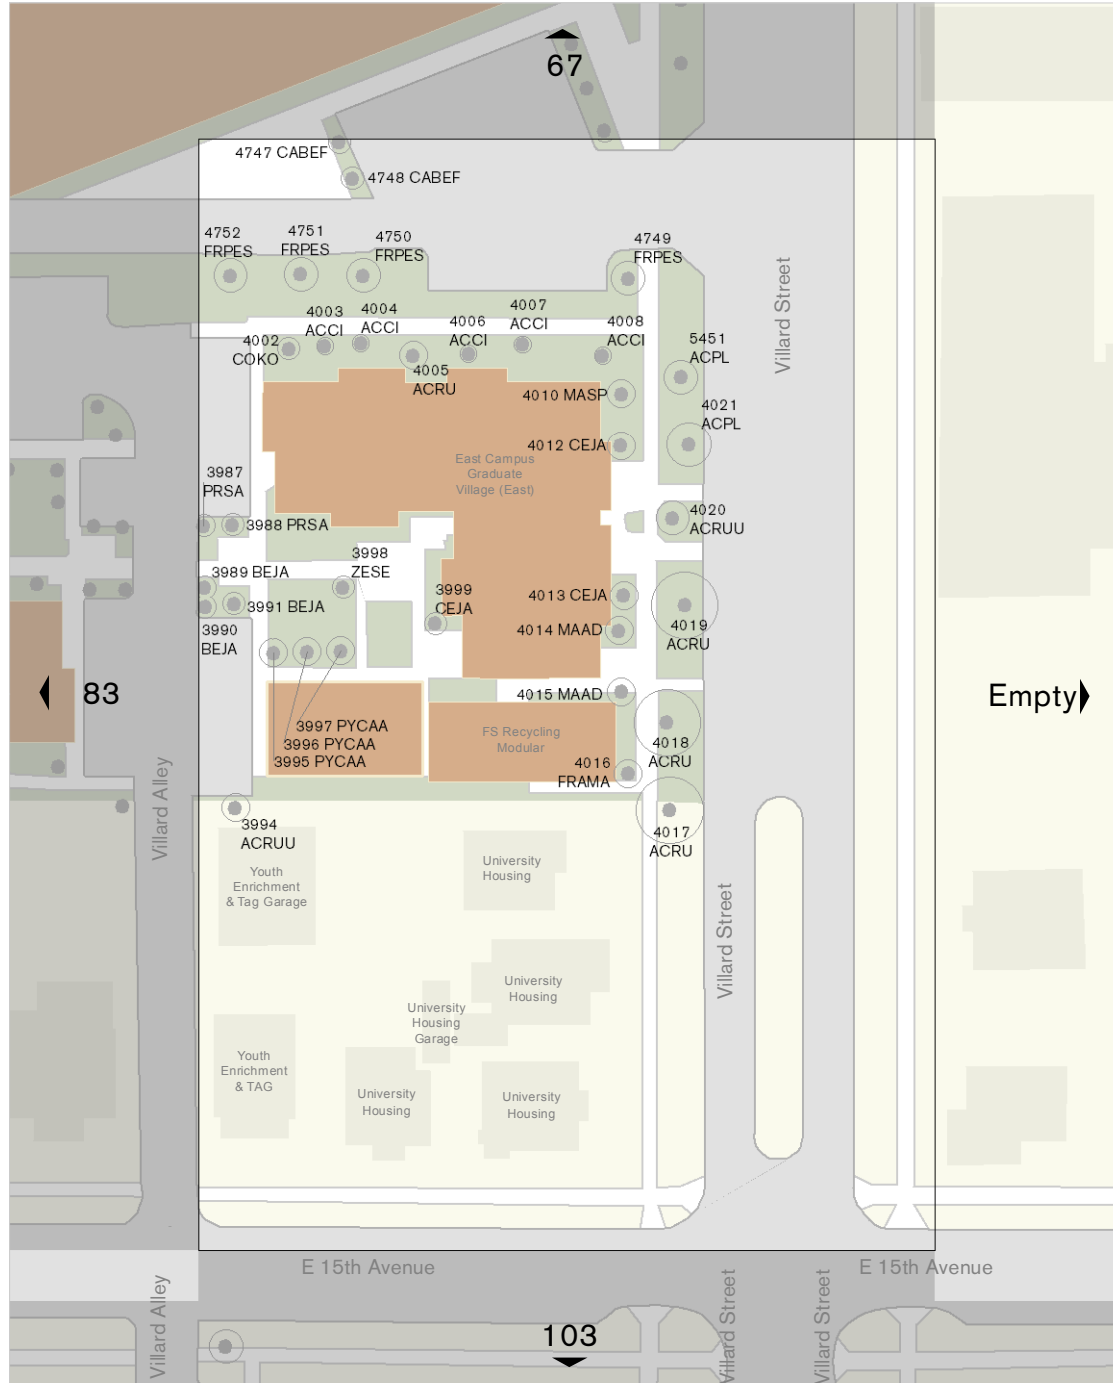 67
4747 CABEF
4748 CABEF
4752
FRPES
4751
FRPES
4750
FRPES
4749
FRPES
Villard Street
4003
ACCI
4004
ACCI
4006
ACCI
4007
ACCI
4008
ACCI
4002
COKO
4005
ACRU
5451
ACPL
4010 MASP
4021
ACPL
4012 CEJA
East Campus
Graduate
Village (East)
3987
PRSA
3988 PRSA
4020
ACRUU
3998
ZESE
3989 BEJA
3991 BEJA
3999
CEJA
4013 CEJA
3990
BEJA
4014 MAAD
4019
ACRU
83
4015 MAAD
Empty
3997 PYCAA
3996 PYCAA
3995 PYCAA
FS Recycling
Modular
4018
ACRU
4016
FRAMA
Villard Alley
3994
ACRUU
4017
ACRU
Youth
Enrichment
& Tag Garage
University
Housing
Villard Street
University
Housing
University
Housing
Garage
Youth
Enrichment
& TAG
University
Housing
University
Housing
E 15th Avenue
E 15th Avenue
Villard Alley
103
Villard Street
Villard Street